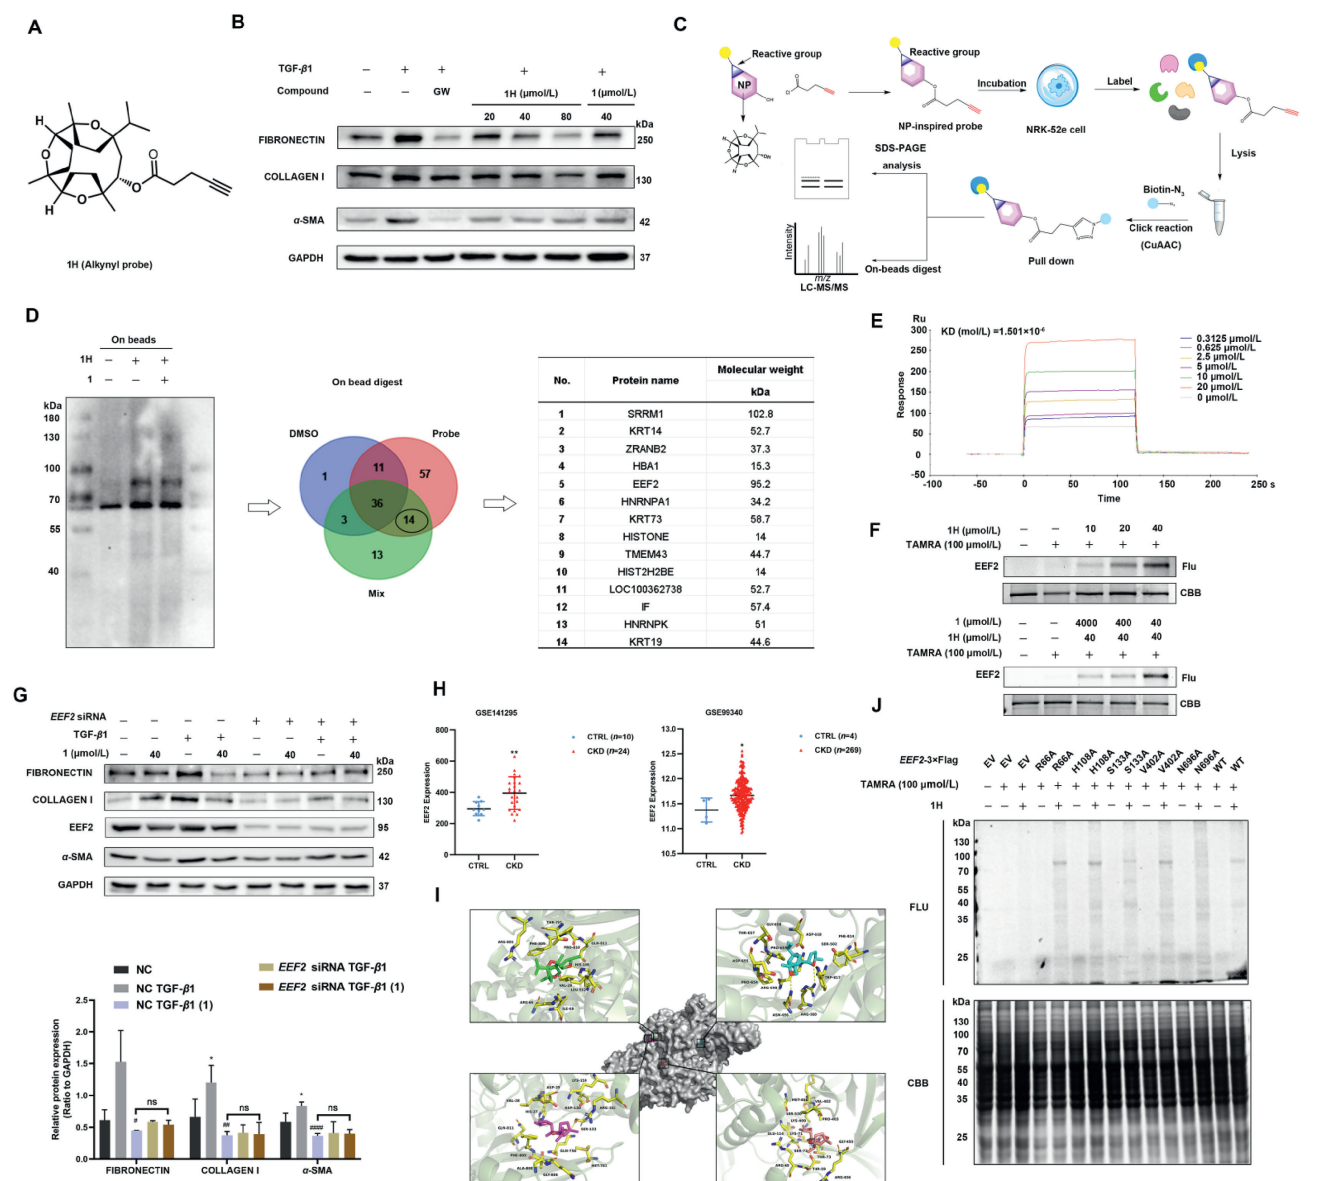 A
H
O
O
O
H
H
O
O
1H (Alkynyl probe)
B
TGF-β1 – + + + +
Compound – – GW 1H (μmol/L) 1 (μmol/L)
20 40 80 40
kDa
FIBRONECTIN 250
COLLAGEN I 130
α-SMA 42
GAPDH 37
C
Reactive group
NP
OH
Cl
O
Reactive group
NP-inspired probe
Incubation
NRK-52e cell
Label
Lysis
Biotin-N3
Click reaction
(CuAAC)
Pull down
SDS-PAGE
analysis
On-beads digest
Intensity
m/z
LC-MS/MS
D
On beads
1H – + +
1 – – +
kDa
180
130
100
70
55
40
On bead digest
DMSO
Probe
Mix
1
11
57
36
3
14
13
No. Protein name Molecular weight
kDa
1 SRRM1 102.8
2 KRT14 52.7
3 ZRANB2 37.3
4 HBA1 15.3
5 EEF2 95.2
6 HNRNPA1 34.2
7 KRT73 58.7
8 HISTONE 14
9 TMEM43 44.7
10 HIST2H2BE 14
11 LOC100362738 52.7
12 IF 57.4
13 HNRNPK 51
14 KRT19 44.6
E
Ru
KD (mol/L) =1.501×10-6
Response
300
250
200
150
100
50
0
-50
-100 -50 0 50 100 150 200 250 s
Time
0.3125 μmol/L
0.625 μmol/L
2.5 μmol/L
5 μmol/L
10 μmol/L
20 μmol/L
0 μmol/L
F
1H (μmol/L) – – 10 20 40
TAMRA (100 μmol/L) – + + + +
EEF2 Flu
CBB
1 (μmol/L) – – 4000 400 40
1H (μmol/L) – – 40 40 40
TAMRA (100 μmol/L) – + + + +
EEF2 Flu
CBB
G
EEF2 siRNA – – – – + + + +
TGF-β1 – – + + – – + +
1 (μmol/L) – 40 – 40 – 40 – 40
kDa
FIBRONECTIN 250
COLLAGEN I 130
EEF2 95
α-SMA 42
GAPDH 37
NC
NC TGF-β1
NC TGF-β1 (1)
EEF2 siRNA TGF-β1
EEF2 siRNA TGF-β1 (1)
Relative protein expression
(Ratio to GAPDH)
2.5
2.0
1.5
1.0
0.5
0.0
#
ns
*
##
ns
*
ns
FIBRONECTIN COLLAGEN I α-SMA
H
GSE141295
EEF2 Expression
800
600
400
200
0
**
CTRL CKD
CTRL (n=10)
CKD (n=24)
GSE99340
EEF2 Expression
13.0
12.5
12.0
11.5
11.0
10.5
*
CTRL CKD
CTRL (n=4)
CKD (n=269)
I
J
EEF2-3×Flag EV EV EV R66A R66A H108A H108A S133A S133A V402A V402A N696A N696A WT WT
TAMRA (100 μmol/L) – + + + + + + + + + + + + + +
1H – – + – + – + – + – + – + – +
kDa
130
100
70
55
40
35
25
FLU
kDa
130
100
70
55
40
35
25
CBB